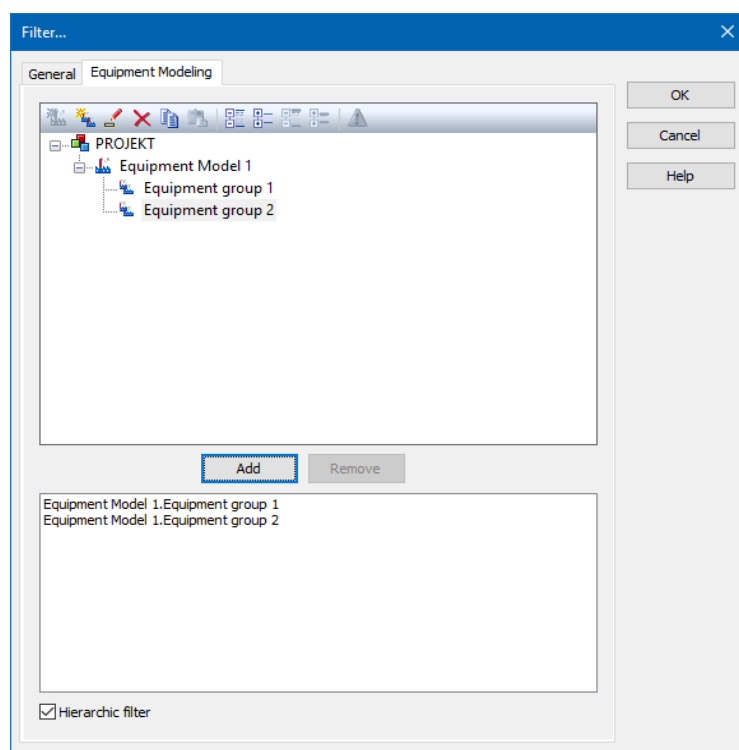 Filter...
General Equipment Modeling
OK
Cancel
Help
PROJEKT
Equipment Model 1
Equipment group 1
Equipment group 2
Add Remove
Equipment Model 1.Equipment group 1
Equipment Model 1.Equipment group 2
Hierarchic filter